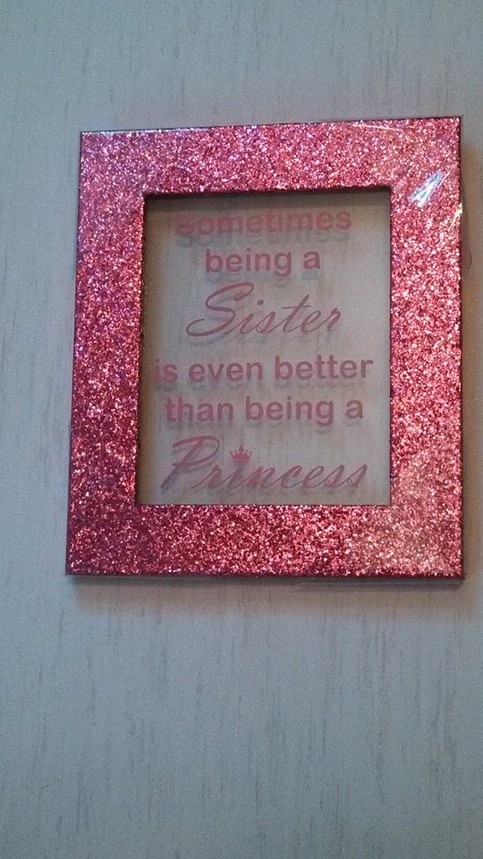 Sometimes
being a
Sister
is even better
than being a
Princess